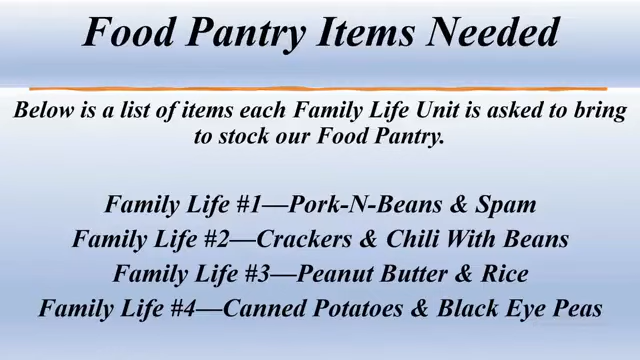 Food Pantry Items Needed
Below is a list of items each Family Life Unit is asked to bring
to stock our Food Pantry.
Family Life #1—Pork-N-Beans & Spam
Family Life #2—Crackers & Chili With Beans
Family Life #3—Peanut Butter & Rice
Family Life #4—Canned Potatoes & Black Eye Peas